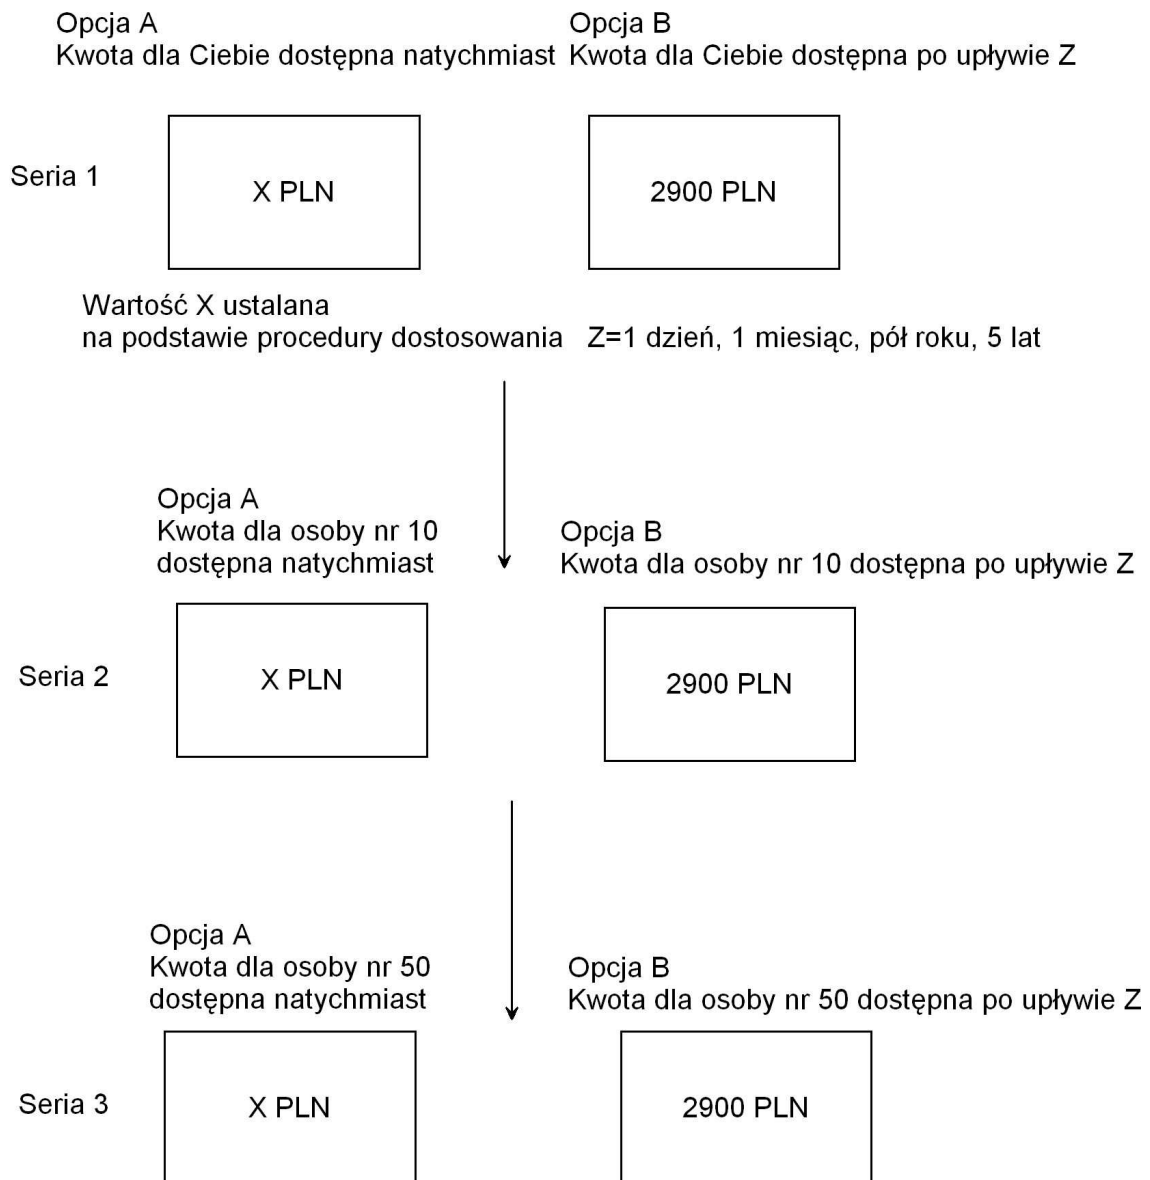 Opcja A
Kwota dla Ciebie dostępna natychmiast
Opcja B
Kwota dla Ciebie dostępna po upływie Z
Seria 1
X PLN
2900 PLN
Wartość X ustalana
na podstawie procedury dostosowania
Z=1 dzień, 1 miesiąc, pół roku, 5 lat
Opcja A
Kwota dla osoby nr 10
dostępna natychmiast
Opcja B
Kwota dla osoby nr 10 dostępna po upływie Z
Seria 2
X PLN
2900 PLN
Opcja A
Kwota dla osoby nr 50
dostępna natychmiast
Opcja B
Kwota dla osoby nr 50 dostępna po upływie Z
Seria 3
X PLN
2900 PLN